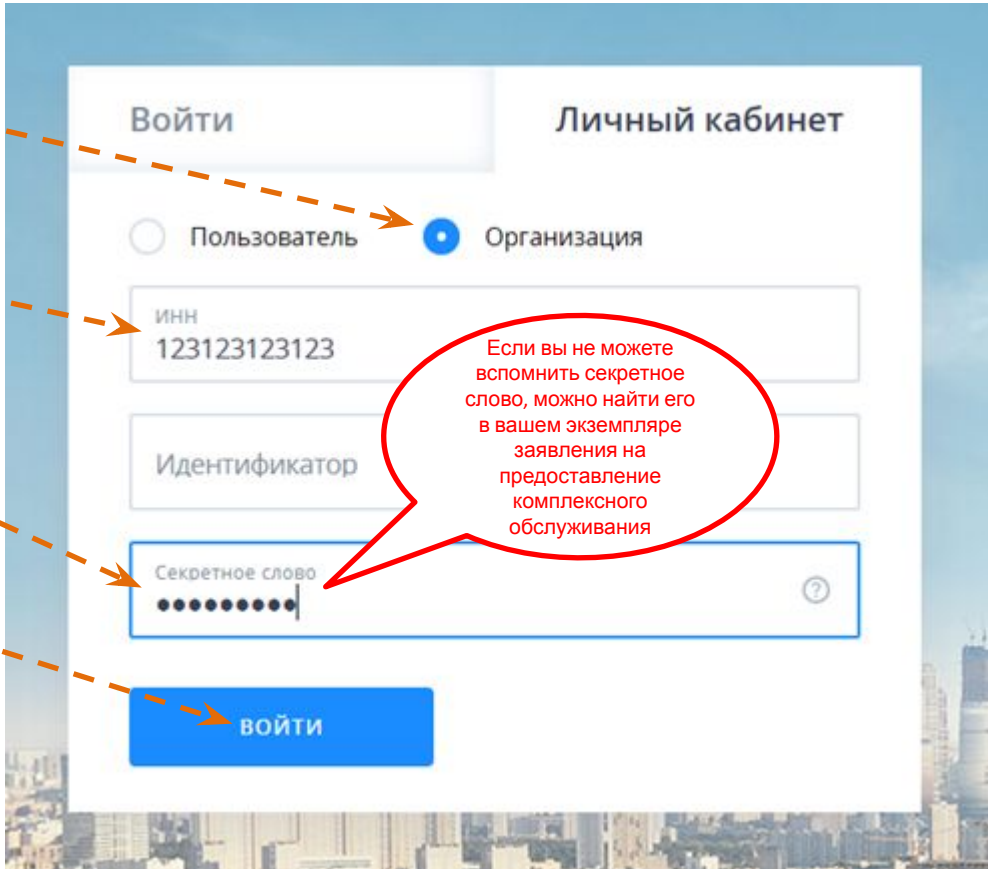 Войти
Личный кабинет
Пользователь
Организация
ИНН
123123123123
Если вы не можете
вспомнить секретное
слово, можно найти его
в вашем экземпляре
заявления на
предоставление
комплексного
обслуживания
Идентификатор
Секретное слово
•••••••••
?
ВОЙТИ